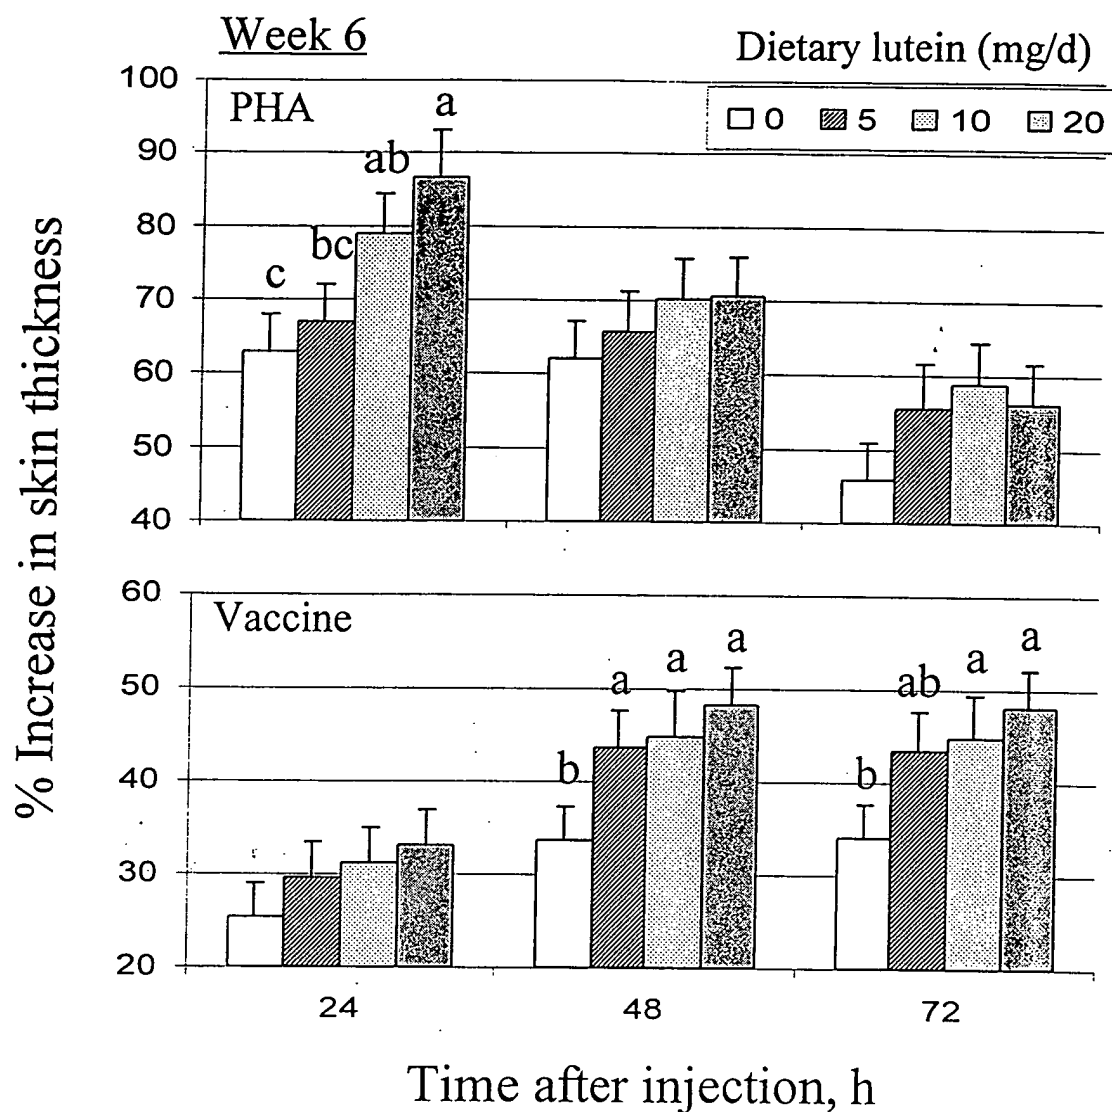 Week 6
Dietary lutein (mg/d)
0 5 10 20
PHA
% Increase in skin thickness
100
90
80
70
60
50
40
c bc ab a
Vaccine
60
50
40
30
20
b a a a
b ab a a
24 48 72
Time after injection, h